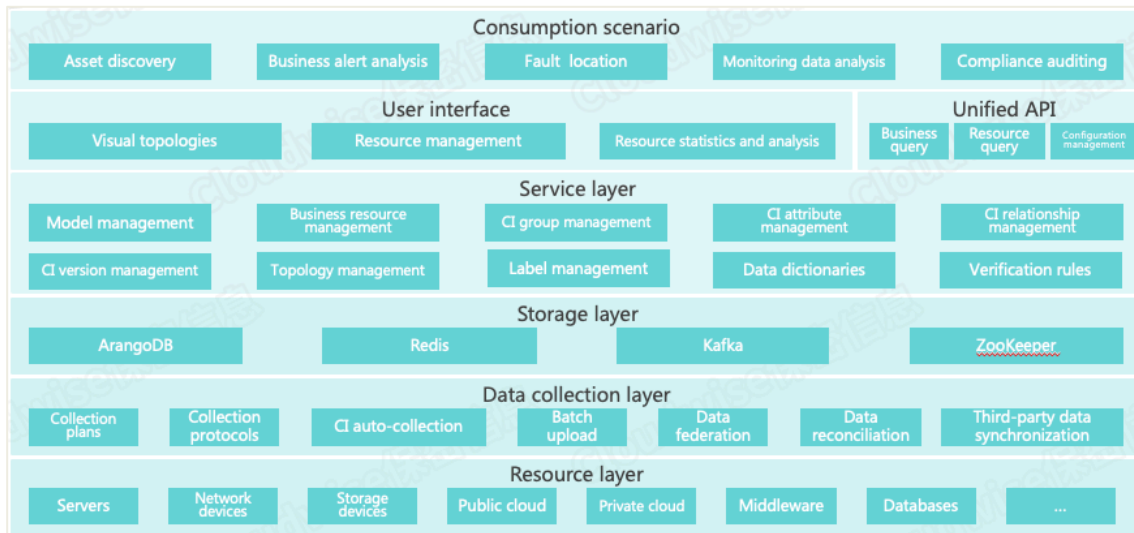 Consumption scenario
Asset discovery
Business alert analysis
Fault location
Monitoring data analysis
Compliance auditing
User interface
Visual topologies
Resource management
Resource statistics and analysis
Unified API
Business
query
Resource
query
Configuration
management
Service layer
Model management
Business resource
management
CI group management
CI attribute
management
CI relationship
management
CI version management
Topology management
Label management
Data dictionaries
Verification rules
Storage layer
ArangoDB
Redis
Kafka
ZooKeeper
Data collection layer
Collection
plans
Collection
protocols
CI auto-collection
Batch
upload
Data
federation
Data
reconciliation
Third-party data
synchronization
Resource layer
Servers
Network
devices
Storage
devices
Public cloud
Private cloud
Middleware
Databases
...